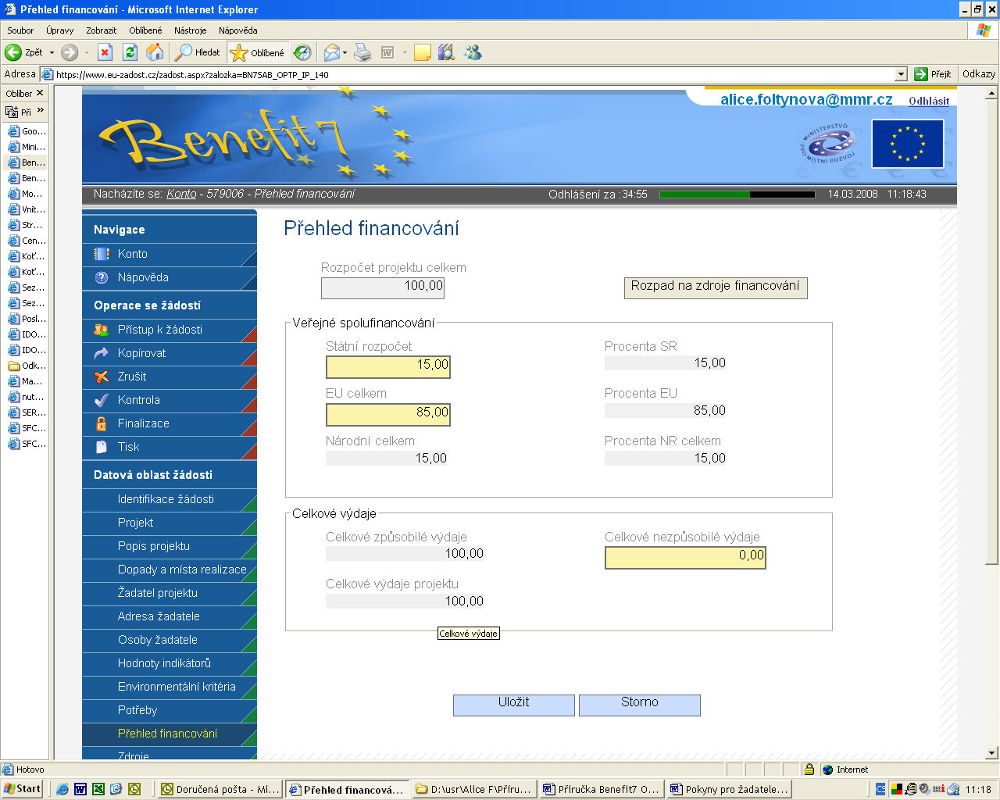 Přehled financování - Microsoft Internet Explorer
Soubor Úpravy Zobrazit Oblíbené Nástroje Nápověda
Zpět Hledat Oblíbené
Adresa https://www.eu-zadost.cz/zadost.aspx?zalozka=BN7SAB_OPTP_IP_140 Přejít Odkazy
Oblíber
Při
Goo...
Mini...
Ben...
Ben...
Mo...
Vnit...
Str...
Cen...
Koť...
Koť...
Sez...
Sez...
Posl...
IDO...
IDO...
Odk...
Ma...
nut...
SER...
SFC...
SFC...
alice.foltynova@mmr.cz Odhlásit
Benefit7
MINISTERSTVO
PRO MÍSTNÍ ROZVOJ
Nacházíte se: Konto - 579006 - Přehled financování Odhlášení za :34:55 14.03.2008 11:18:43
Navigace
Konto
Nápověda
Operace se žádostí
Přístup k žádosti
Kopírovat
Zrušit
Kontrola
Finalizace
Tisk
Datová oblast žádosti
Identifikace žádosti
Projekt
Popis projektu
Dopady a místa realizace
Žadatel projektu
Adresa žadatele
Osoby žadatele
Hodnoty indikátorů
Environmentální kritéria
Potřeby
Přehled financování
Zdroje
Přehled financování
Rozpočet projektu celkem
100,00 Rozpad na zdroje financování
Veřejné spolufinancování
Státní rozpočet Procenta SR
15,00 15,00
EU celkem Procenta EU
85,00 85,00
Národní celkem Procenta NR celkem
15,00 15,00
Celkové výdaje
Celkové způsobilé výdaje Celkové nezpůsobilé výdaje
100,00 0,00
Celkové výdaje projektu
100,00
Celkové výdaje
Uložit Storno
Hotovo Internet
Start Doručená pošta - Mi... Přehled financová... D:\usr\Alice F\Příru... Příručka Benefit7 O... Pokyny pro žadatele... CS 11:18